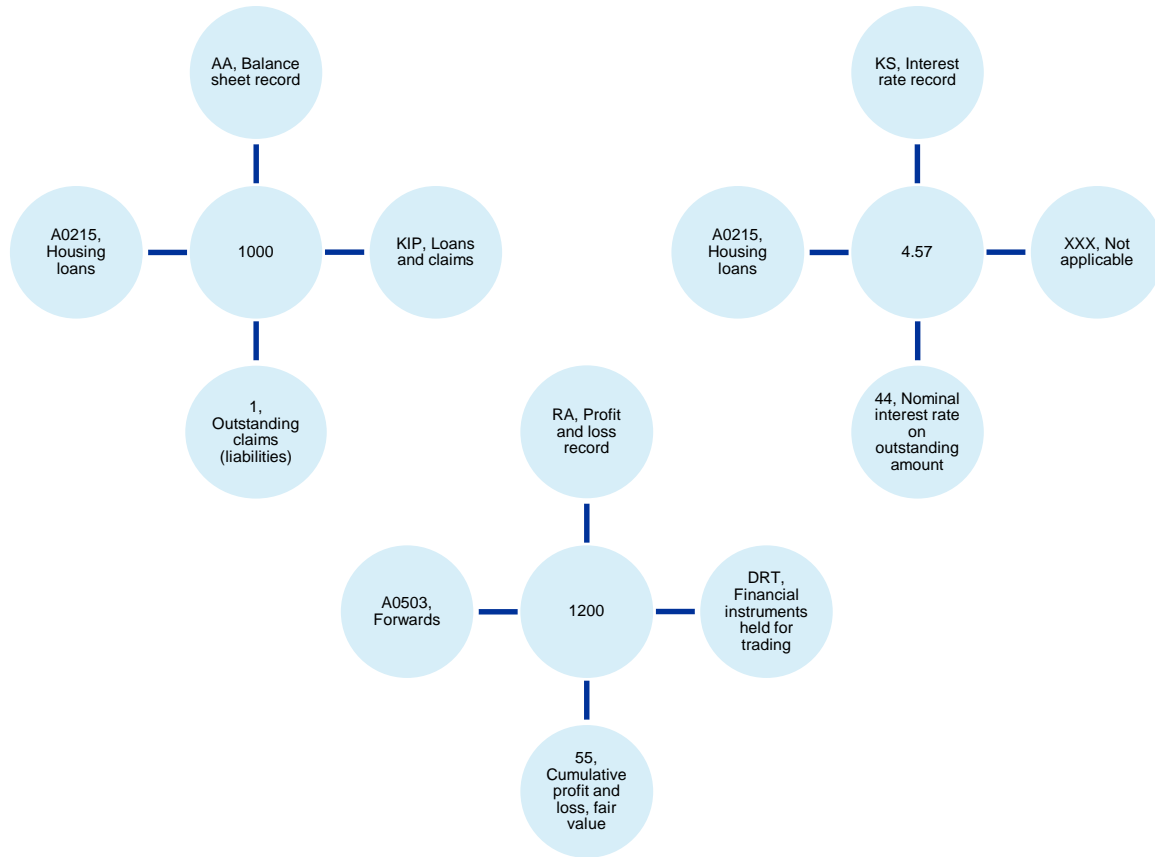 AA, Balance
sheet record
A0215,
Housing
loans
1000
KIP, Loans
and claims
1,
Outstanding
claims
(liabilities)
KS, Interest
rate record
A0215,
Housing
loans
4.57
XXX, Not
applicable
44, Nominal
interest rate
on
outstanding
amount
RA, Profit
and loss
record
A0503,
Forwards
1200
DRT,
Financial
instruments
held for
trading
55,
Cumulative
profit and
loss, fair
value